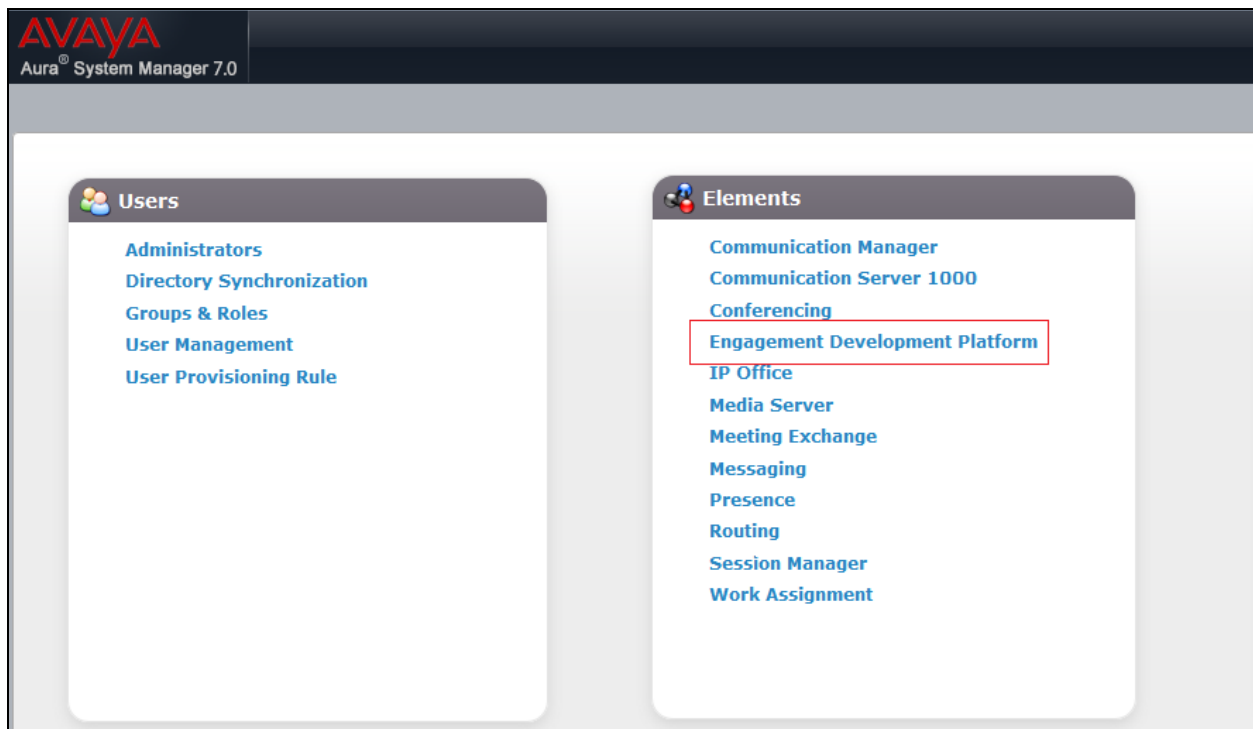 AVAYA
Aura® System Manager 7.0
Users
Administrators
Directory Synchronization
Groups & Roles
User Management
User Provisioning Rule
Elements
Communication Manager
Communication Server 1000
Conferencing
Engagement Development Platform
IP Office
Media Server
Meeting Exchange
Messaging
Presence
Routing
Session Manager
Work Assignment